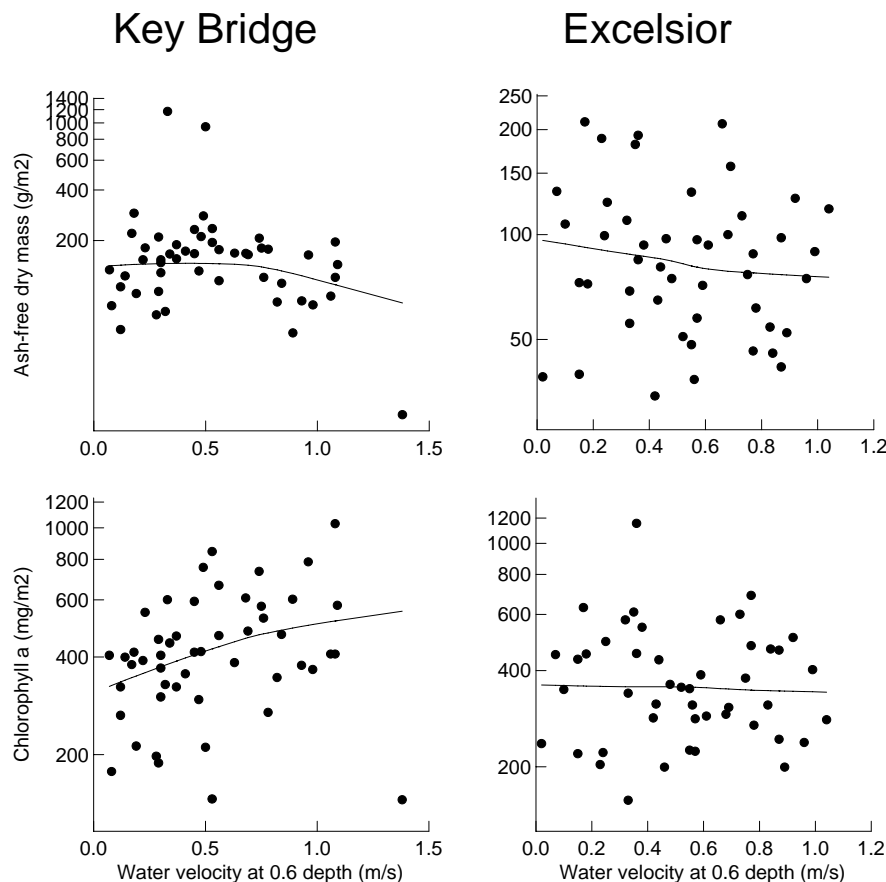 Key Bridge Excelsior
Ash-free dry mass (g/m2)
1400
1200
1000
800
600
400
200
0.0 0.5 1.0 1.5
250
200
150
100
50
0.0 0.2 0.4 0.6 0.8 1.0 1.2
Chlorophyll a (mg/m2)
1200
1000
800
600
400
200
0.0 0.5 1.0 1.5
Water velocity at 0.6 depth (m/s)
1200
1000
800
600
400
200
0.0 0.2 0.4 0.6 0.8 1.0 1.2
Water velocity at 0.6 depth (m/s)